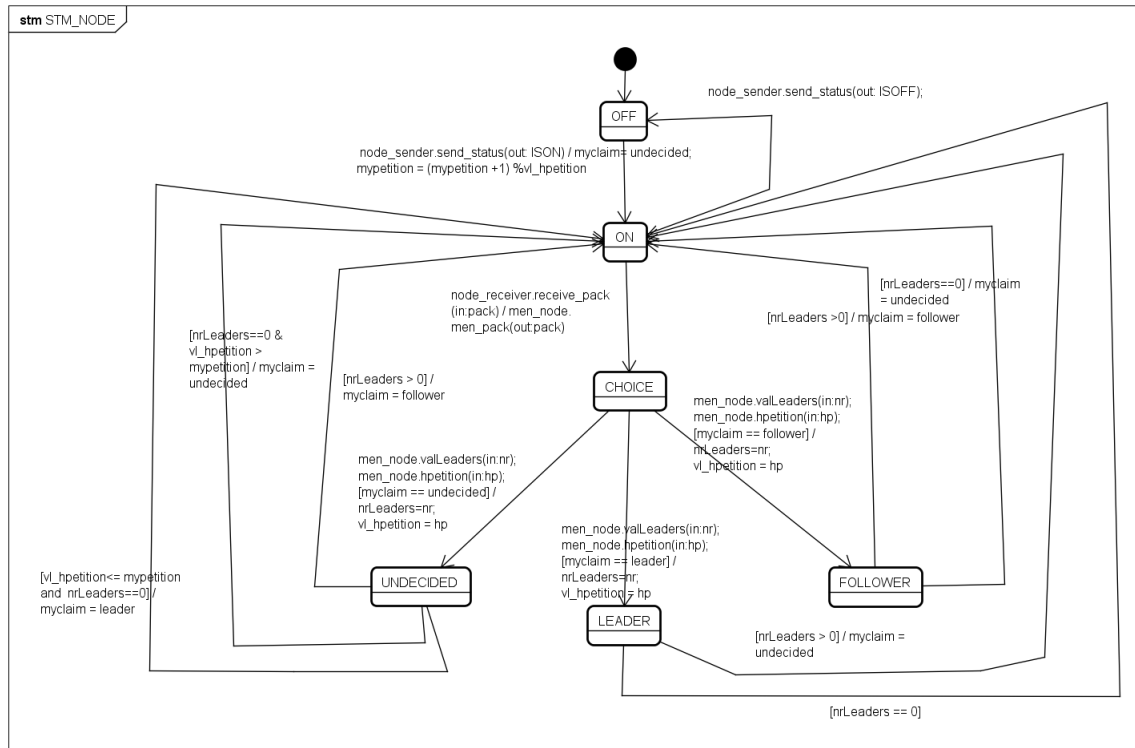 stm STM_NODE
node_sender.send_status(out: ISOFF);
OFF
node_sender.send_status(out: ISON) / myclaim= undecided;
mypetition = (mypetition +1) %vl_hpetition
ON
node_receiver.receive_pack
(in:pack) / men_node.
men_pack(out:pack)
[nrLeaders==0] / myclaim
= undecided
[nrLeaders >0] / myclaim = follower
[nrLeaders==0 &
vl_hpetition >
mypetition] / myclaim =
undecided
[nrLeaders > 0] /
myclaim = follower
CHOICE
men_node.valLeaders(in:nr);
men_node.hpetition(in:hp);
[myclaim == follower] /
nrLeaders=nr;
vl_hpetition = hp
men_node.valLeaders(in:nr);
men_node.hpetition(in:hp);
[myclaim == undecided] /
nrLeaders=nr;
vl_hpetition = hp
men_node.valLeaders(in:nr);
men_node.hpetition(in:hp);
[myclaim == leader] /
nrLeaders=nr;
vl_hpetition = hp
[vl_hpetition<= mypetition
and nrLeaders==0] /
myclaim = leader
UNDECIDED
FOLLOWER
LEADER
[nrLeaders > 0] / myclaim =
undecided
[nrLeaders == 0]